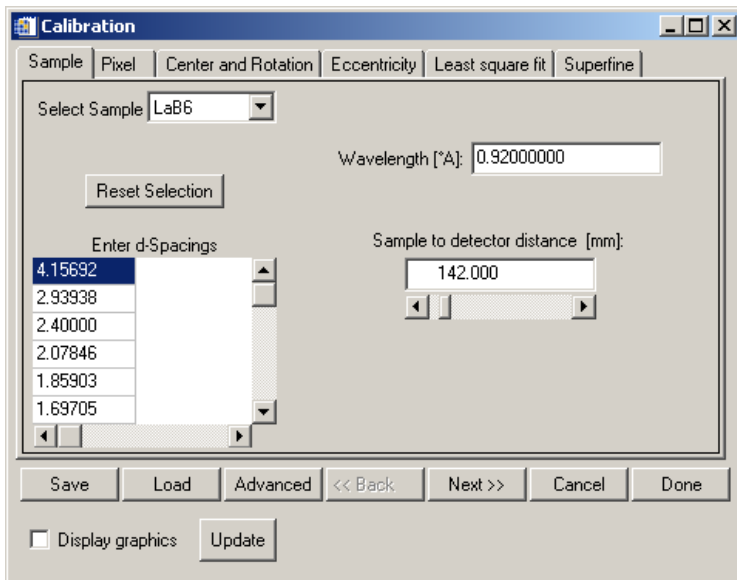 Calibration
Sample Pixel Center and Rotation Eccentricity Least square fit Superfine
Select Sample LaB6
Wavelength [°A]: 0.92000000
Reset Selection
Enter d-Spacings
Sample to detector distance [mm]:
4.15692
142.000
2.93938
2.40000
2.07846
1.85903
1.69705
Save Load Advanced << Back Next >> Cancel Done
Display graphics Update